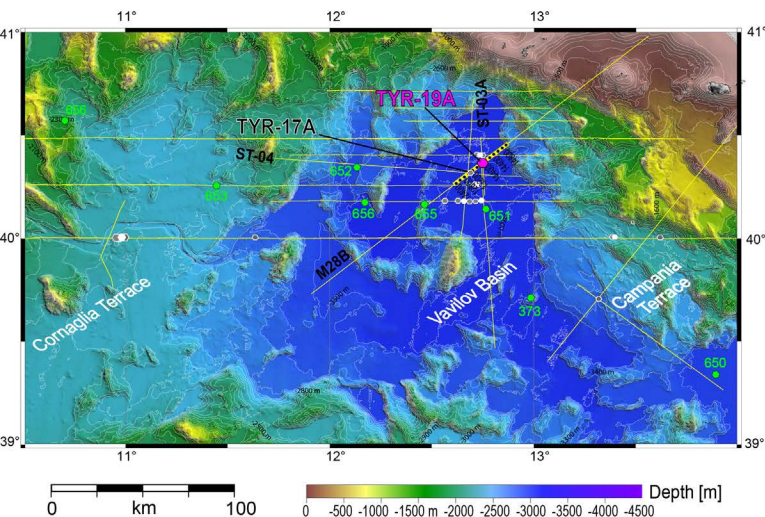 11° 12° 13°
41° 41°
TYR-19A
ST-03A
TYR-17A
ST-04
652
653
656
655
651
40° 40°
M28B
Cornaglia Terrace
Vavilov Basin
Campania
Terrace
373
650
39° 39°
11° 12° 13°
0 km 100
0 -500 -1000 -1500 m -2000 -2500 -3000 -3500 -4000 -4500
Depth [m]